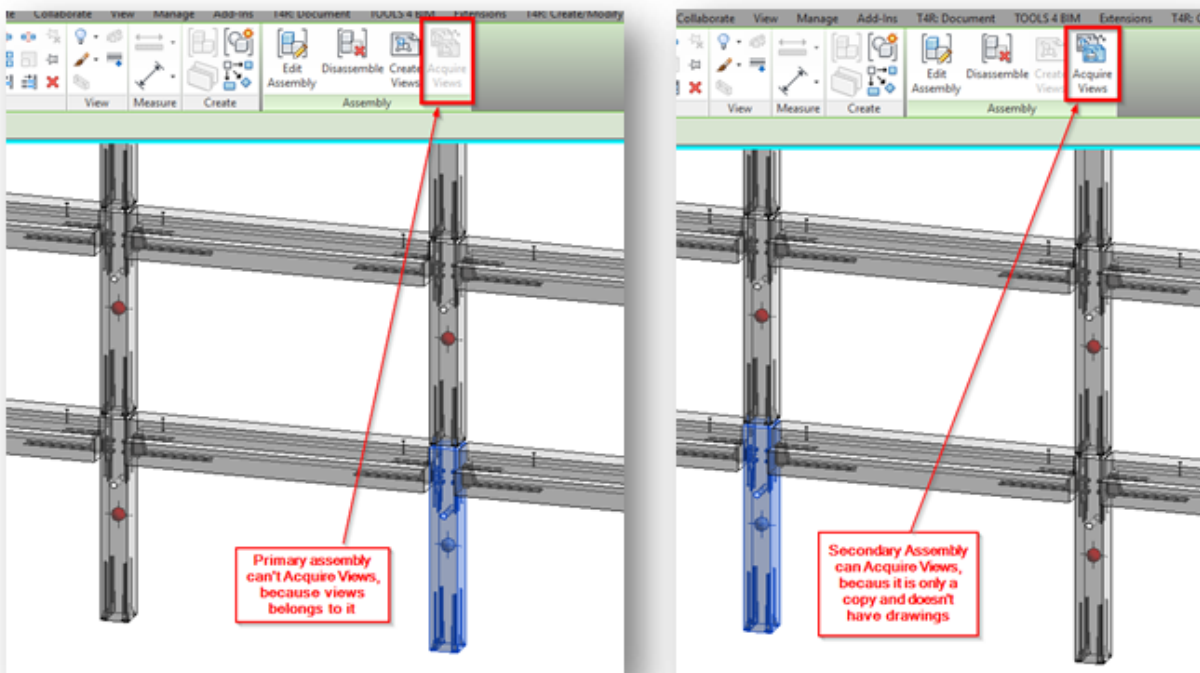 Collaborate View Manage Add-Ins T4R: Document TOOLS 4 BIM Extensions T4R: Create/Modify
Edit
Assembly
Disassemble
Create
Views
Acquire
Views
View Measure Create Assembly
Primary assembly
can't Acquire Views,
because views
belongs to it
Collaborate View Manage Add-Ins T4R: Document TOOLS 4 BIM Extensions
Edit
Assembly
Disassemble
Create
Views
Acquire
Views
View Measure Create Assembly
Secondary Assembly
can Acquire Views,
becaus it is only a
copy and doesn't
have drawings